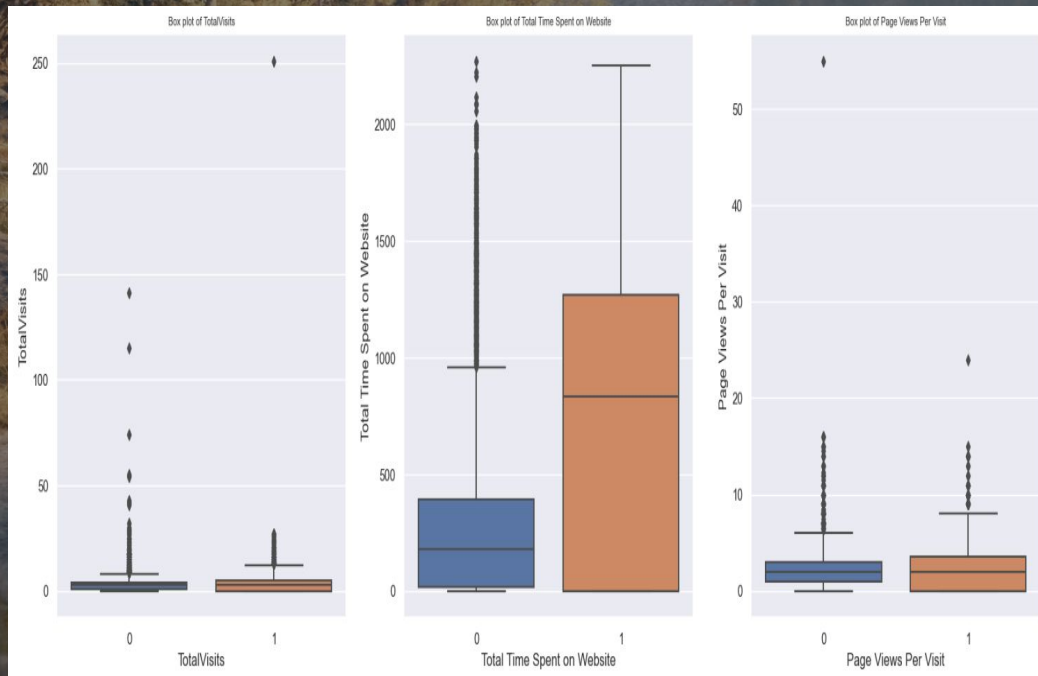 Box plot of TotalVisits
TotalVisits
250
200
150
100
50
0
0 1
TotalVisits
Box plot of Total Time Spent on Website
Total Time Spent on Website
2000
1500
1000
500
0
0 1
Total Time Spent on Website
Box plot of Page Views Per Visit
Page Views Per Visit
50
40
30
20
10
0
0 1
Page Views Per Visit